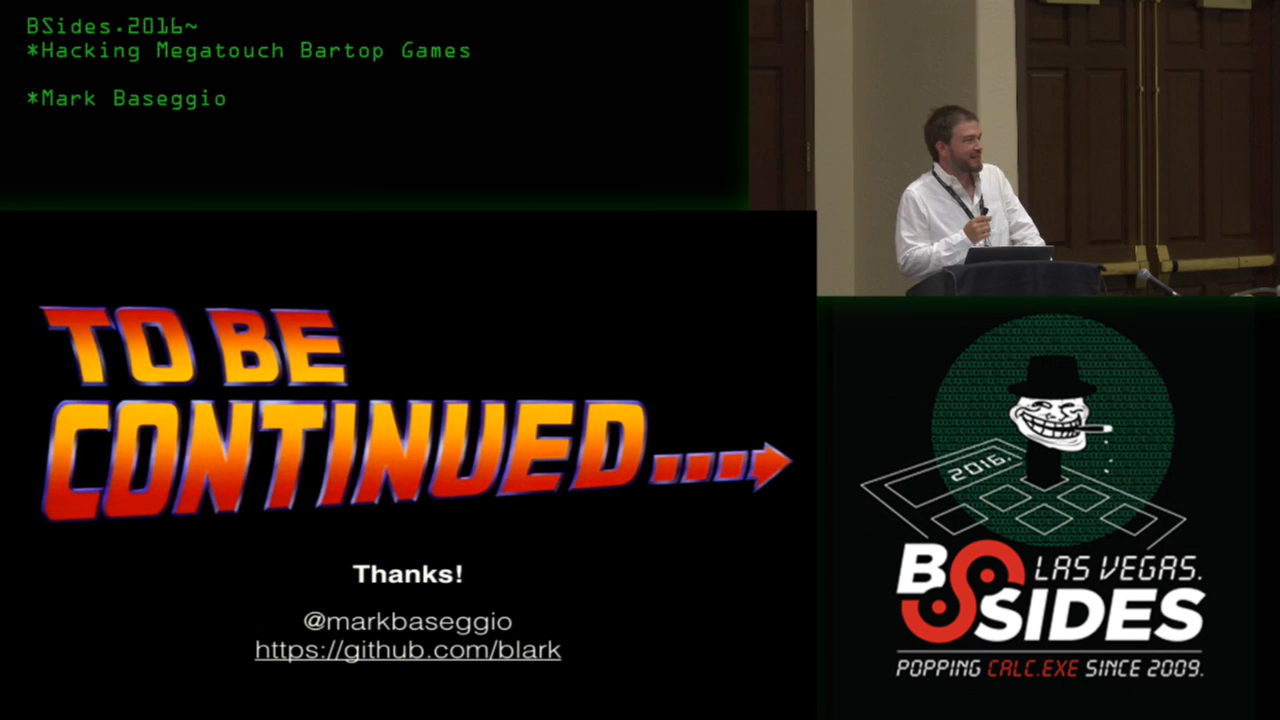 BSides.2016~
*Hacking Megatouch Bartop Games
*Mark Baseggio
TO BE
CONTINUED....
Thanks!
@markbaseggio
https://github.com/blark
2016.
BSIDES
LAS VEGAS.
POPPING CALC.EXE SINCE 2009.